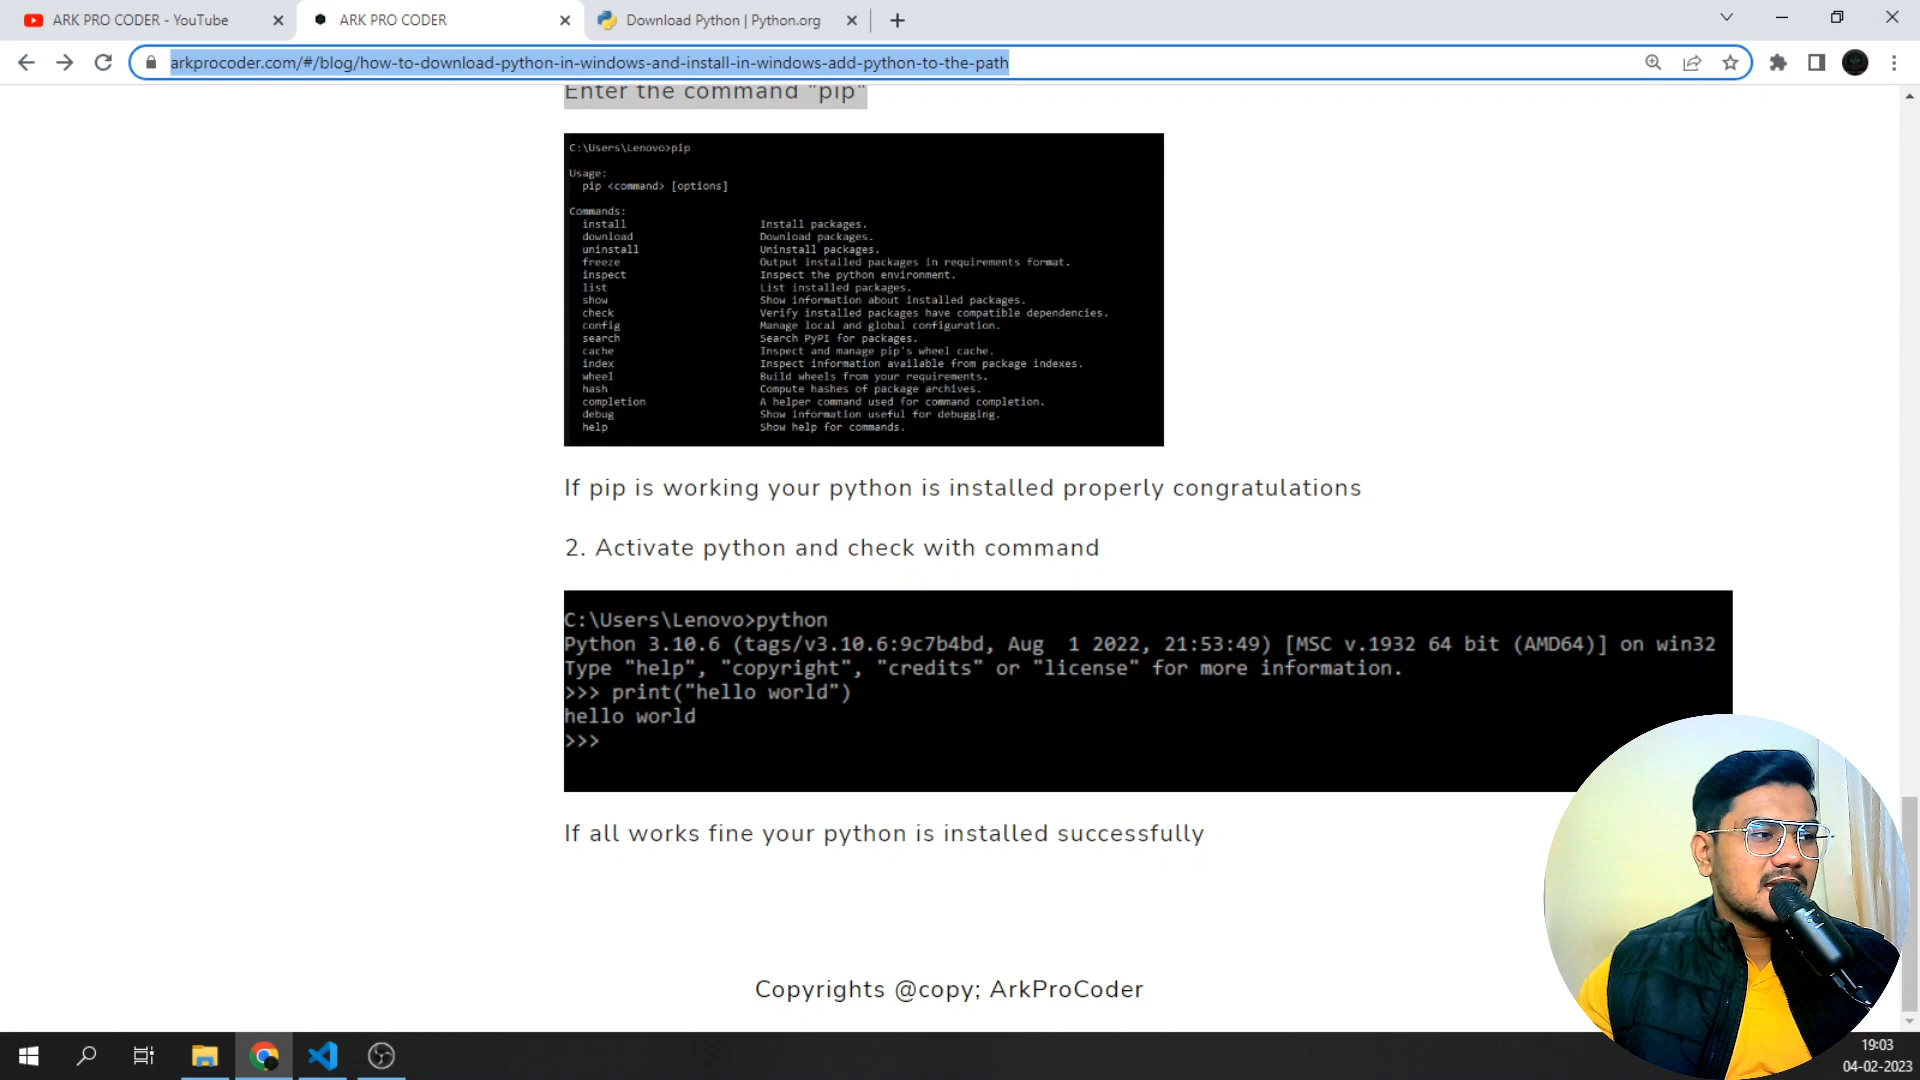 ARK PRO CODER - YouTube
ARK PRO CODER
Download Python | Python.org
arkprocoder.com/#/blog/how-to-download-python-in-windows-and-install-in-windows-add-python-to-the-path
Enter the command "pip"
C:\Users\Lenovo>pip
Usage:
pip <command> [options]
Commands:
install Install packages.
download Download packages.
uninstall Uninstall packages.
freeze Output installed packages in requirements format.
inspect Inspect the python environment.
list List installed packages.
show Show information about installed packages.
check Verify installed packages have compatible dependencies.
config Manage local and global configuration.
search Search PyPI for packages.
cache Inspect and manage pip's wheel cache.
index Inspect information available from package indexes.
wheel Build wheels from your requirements.
hash Compute hashes of package archives.
completion A helper command used for command completion.
debug Show information useful for debugging.
help Show help for commands.
If pip is working your python is installed properly congratulations
2. Activate python and check with command
C:\Users\Lenovo>python
Python 3.10.6 (tags/v3.10.6:9c7b4bd, Aug  1 2022, 21:53:49) [MSC v.1932 64 bit (AMD64)] on win32
Type "help", "copyright", "credits" or "license" for more information.
>>> print("hello world")
hello world
>>>
If all works fine your python is installed successfully
Copyrights @copy; ArkProCoder
19:03
04-02-2023